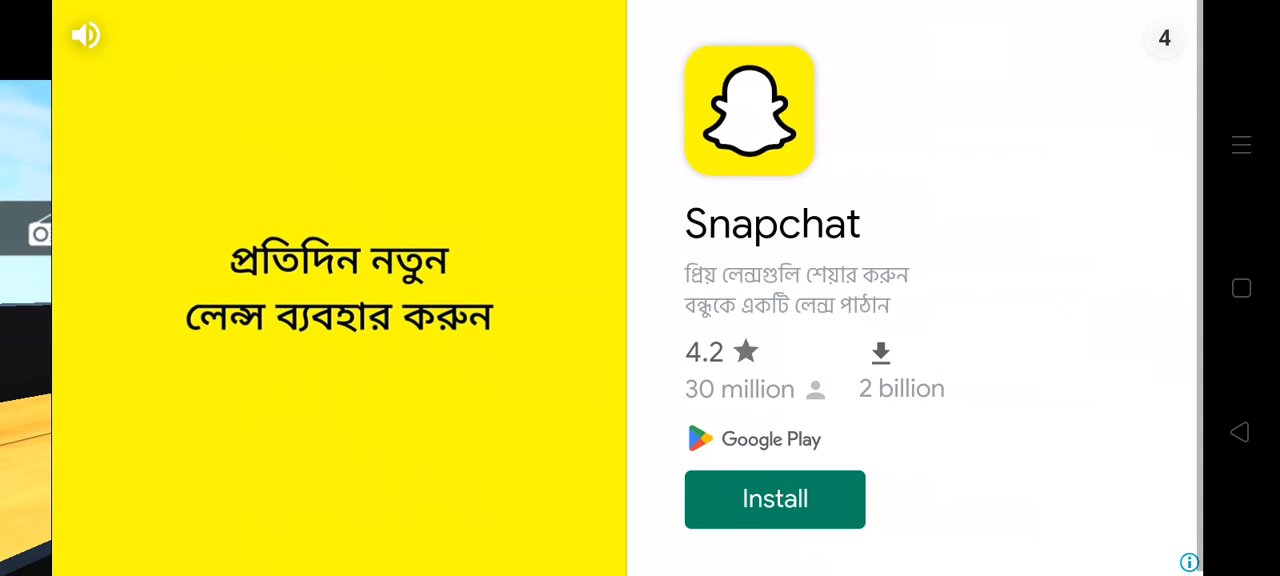 প্রতিদিন নতুন
লেন্স ব্যবহার করুন
4
Snapchat
প্রিয় লেন্সগুলি শেয়ার করুন
বন্ধুকে একটি লেন্স পাঠান
4.2
30 million
2 billion
Google Play
Install